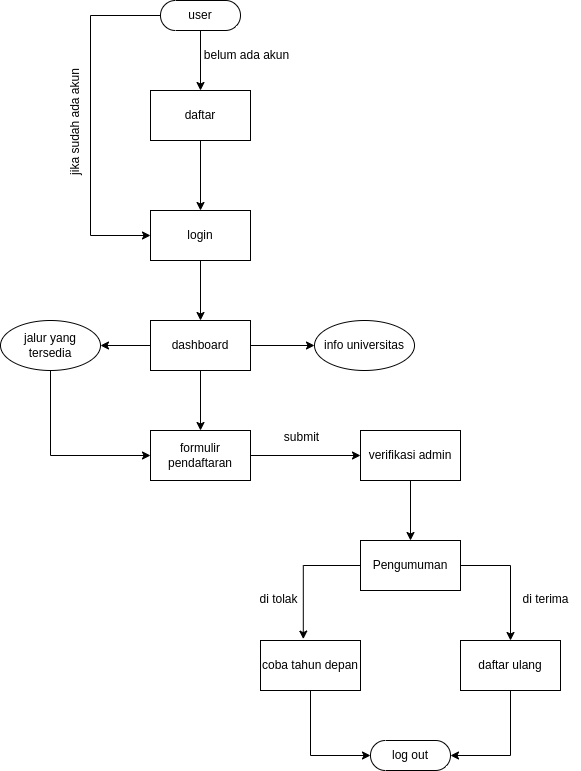 user
belum ada akun
jika sudah ada akun
daftar
login
jalur yang
tersedia
dashboard
info universitas
formulir
pendaftaran
submit
verifikasi admin
Pengumuman
di tolak
di terima
coba tahun depan
daftar ulang
log out